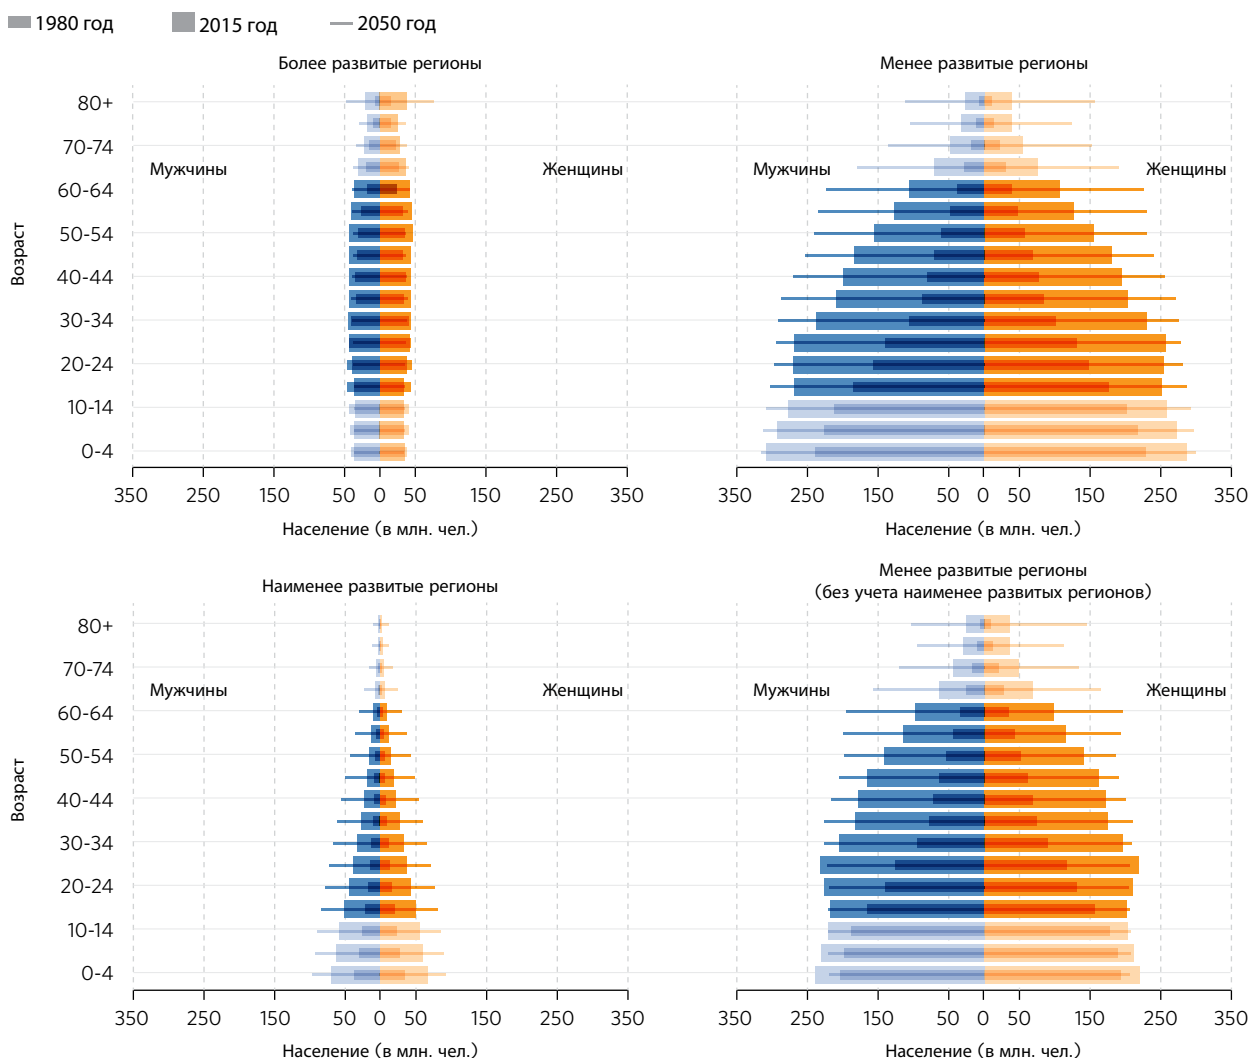 1980 год 2015 год 2050 год
Более развитые регионы
Менее развитые регионы
80+
70-74
Мужчины Женщины Мужчины Женщины
60-64
50-54
Возраст
40-44
30-34
20-24
10-14
0-4
350 250 150 50 0 50 150 250 350
350 250 150 50 0 50 150 250 350
Население (в млн. чел.)
Население (в млн. чел.)
Наименее развитые регионы
Менее развитые регионы
(без учета наименее развитых регионов)
80+
70-74
Мужчины Женщины Мужчины Женщины
60-64
50-54
Возраст
40-44
30-34
20-24
10-14
0-4
350 250 150 50 0 50 150 250 350
350 250 150 50 0 50 150 250 350
Население (в млн. чел.)
Население (в млн. чел.)